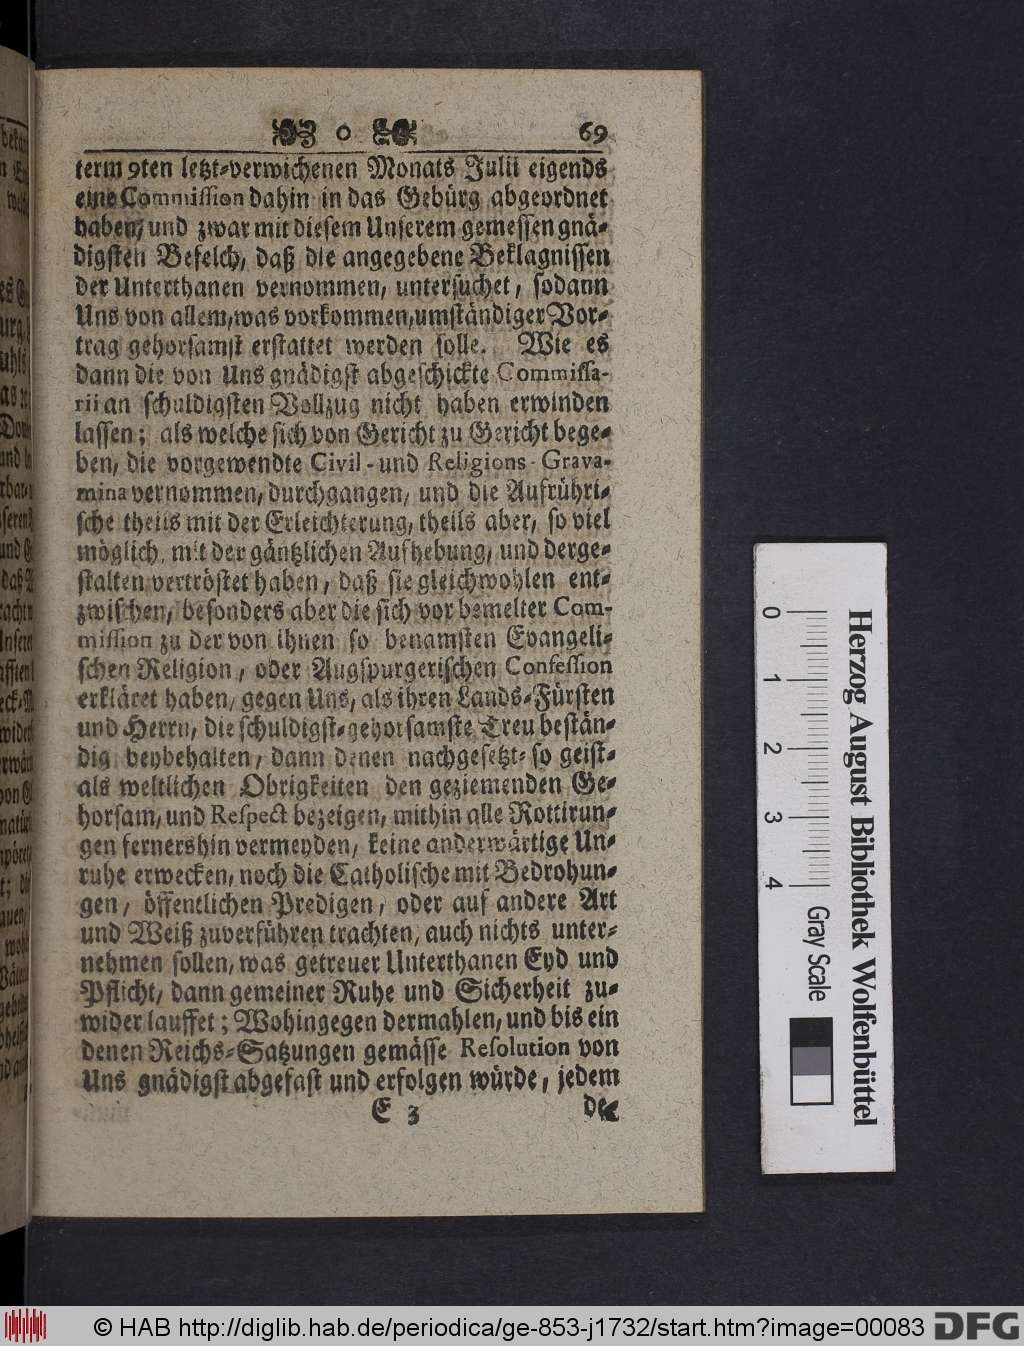 o 69
term 9ten letzt-verwichenen Monats Julii eigends
eine Commission dahin in das Gebürg abgeordnet
haben, und zwar mit diesem Unserem gemessen gnä-
digsten Befelch, daß die angegebene Beklagnissen
der Unterthanen vernommen, untersuchet, sodann
Uns von allem, was vorkommen, umständiger Vor-
trag gehorsamst erstattet werden solle. Wie es
dann die von Uns gnädigst abgeschickte Commissa-
rii an schuldigsten Vollzug nicht haben erwinden
lassen; als welche sich von Gericht zu Gericht bege-
ben, die vorgewendte Civil- und Religions-Grava-
mina vernommen, durchgangen, und die Aufrühri-
sche theils mit der Erleichterung, theils aber, so viel
möglich, mit der gäntzlichen Aufhebung, und derge-
stalten vertröstet haben, daß sie gleichwohlen ent-
zwischen, besonders aber die sich vor bemelter Com-
mission zu der von ihnen so benamsten Evangeli-
schen Religion, oder Augspurgerischen Confession
erkläret haben, gegen Uns, als ihren Lands-Fürsten
und Herrn, die schuldigst-gehorsamste Treu bestän-
dig beybehalten, dann denen nachgesetzt- so geist-
als weltlichen Obrigkeiten den geziemenden Ge-
horsam, und Respect bezeigen, mithin alle Rottirun-
gen fernershin vermeyden, keine anderwärtige Un-
ruhe erwecken, noch die Catholische mit Bedrohun-
gen, öffentlichen Predigen, oder auf andere Art
und Weiß zuverführen trachten, auch nichts unter-
nehmen sollen, was getreuer Unterthanen Eyd und
Pflicht, dann gemeiner Ruhe und Sicherheit zu-
wider lauffet; Wohingegen dermahlen, und bis ein
denen Reichs-Satzungen gemässe Resolution von
Uns gnädigst abgefast und erfolgen würde, jedem
E 3 de-
0 1 2 3 4 Gray Scale
Herzog August Bibliothek Wolfenbüttel
© HAB http://diglib.hab.de/periodica/ge-853-j1732/start.htm?image=00083 DFG